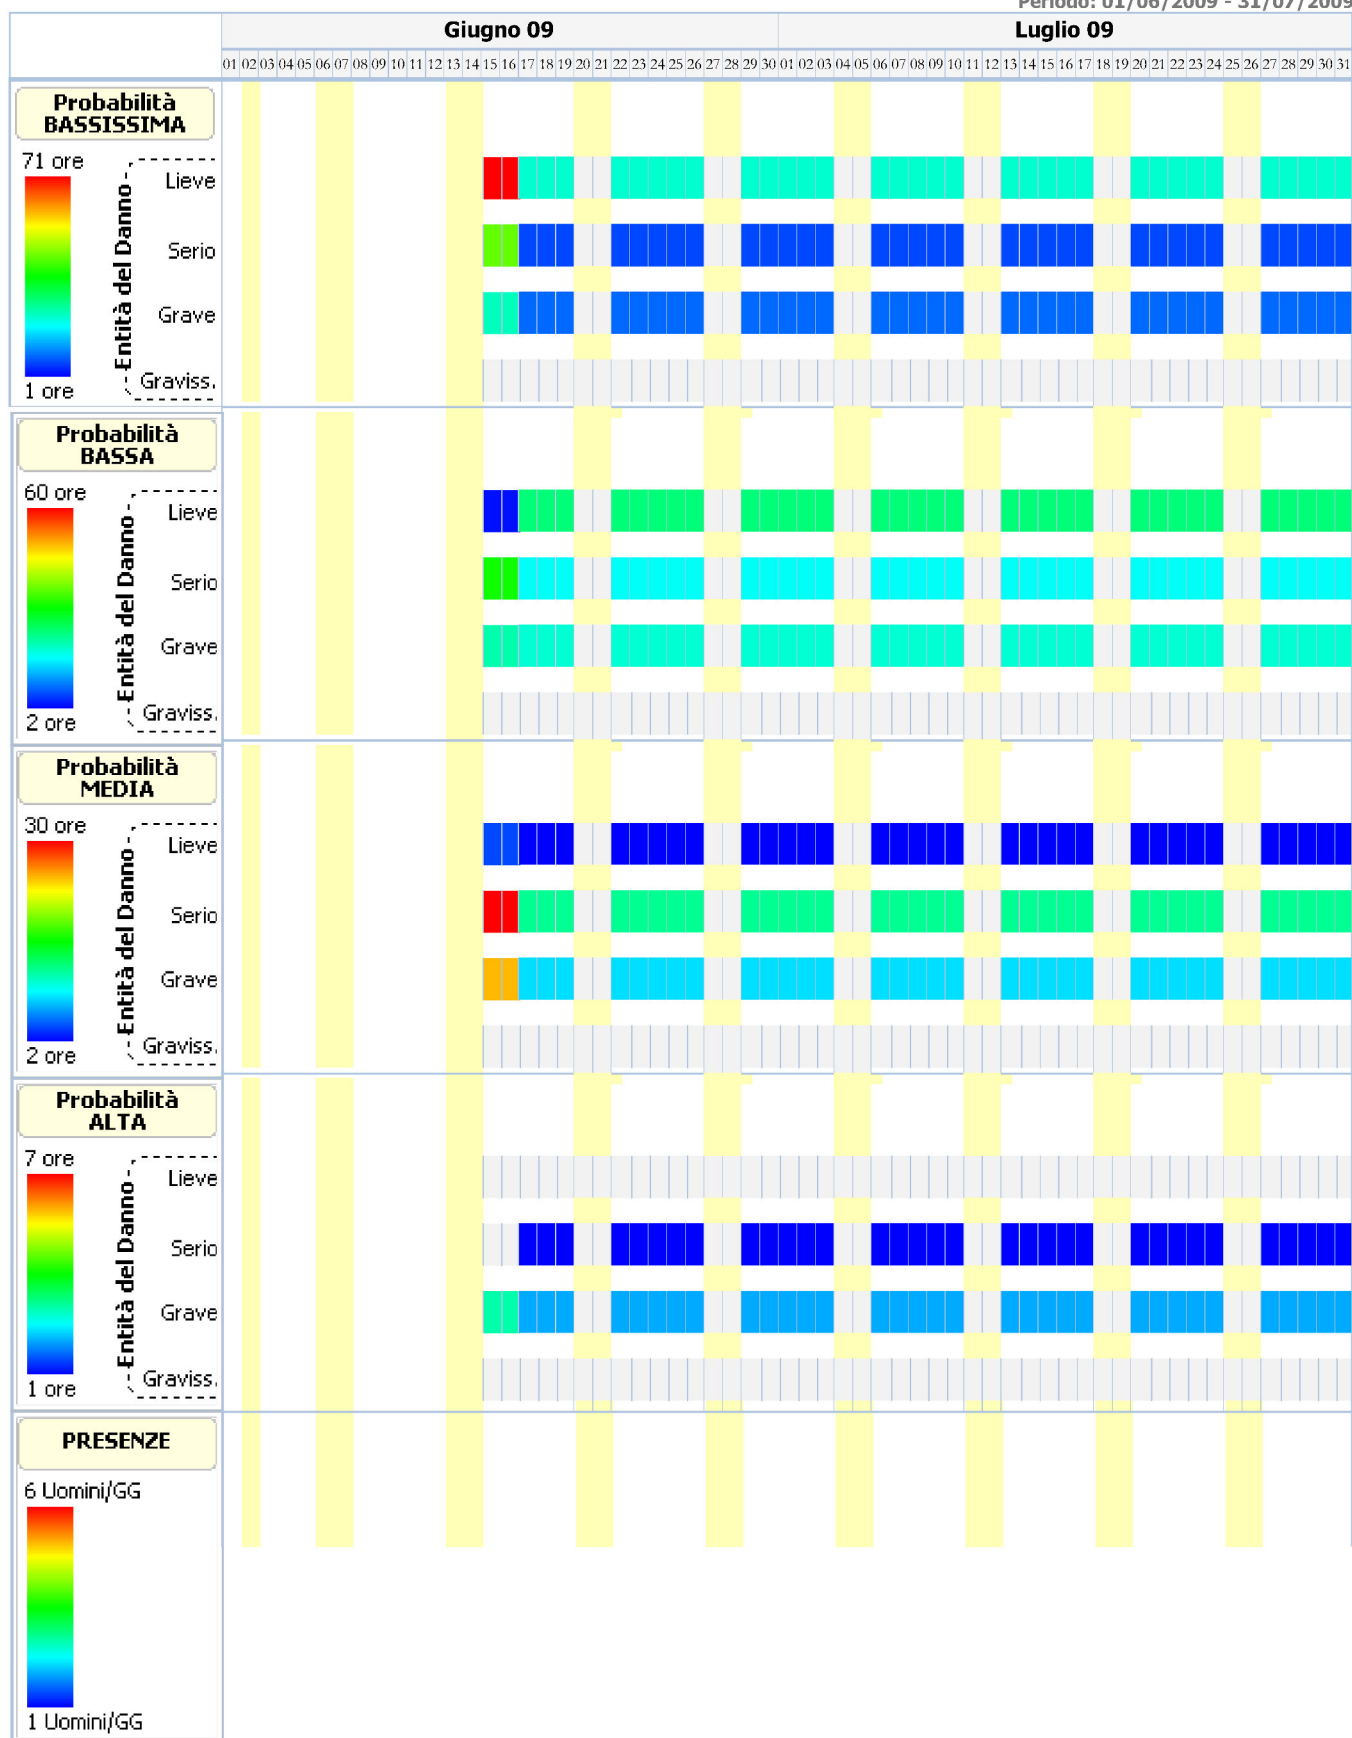 Periodo: 01/06/2009 - 31/07/2009
Giugno 09 Luglio 09
01 02 03 04 05 06 07 08 09 10 11 12 13 14 15 16 17 18 19 20 21 22 23 24 25 26 27 28 29 30 01 02 03 04 05 06 07 08 09 10 11 12 13 14 15 16 17 18 19 20 21 22 23 24 25 26 27 28 29 30 31
Probabilità
BASSISSIMA
71 ore
Entità del Danno
Lieve
Serio
Grave
Graviss.
1 ore
Probabilità
BASSA
60 ore
Entità del Danno
Lieve
Serio
Grave
Graviss.
2 ore
Probabilità
MEDIA
30 ore
Entità del Danno
Lieve
Serio
Grave
Graviss.
2 ore
Probabilità
ALTA
7 ore
Entità del Danno
Lieve
Serio
Grave
Graviss.
1 ore
PRESENZE
6 Uomini/GG
1 Uomini/GG